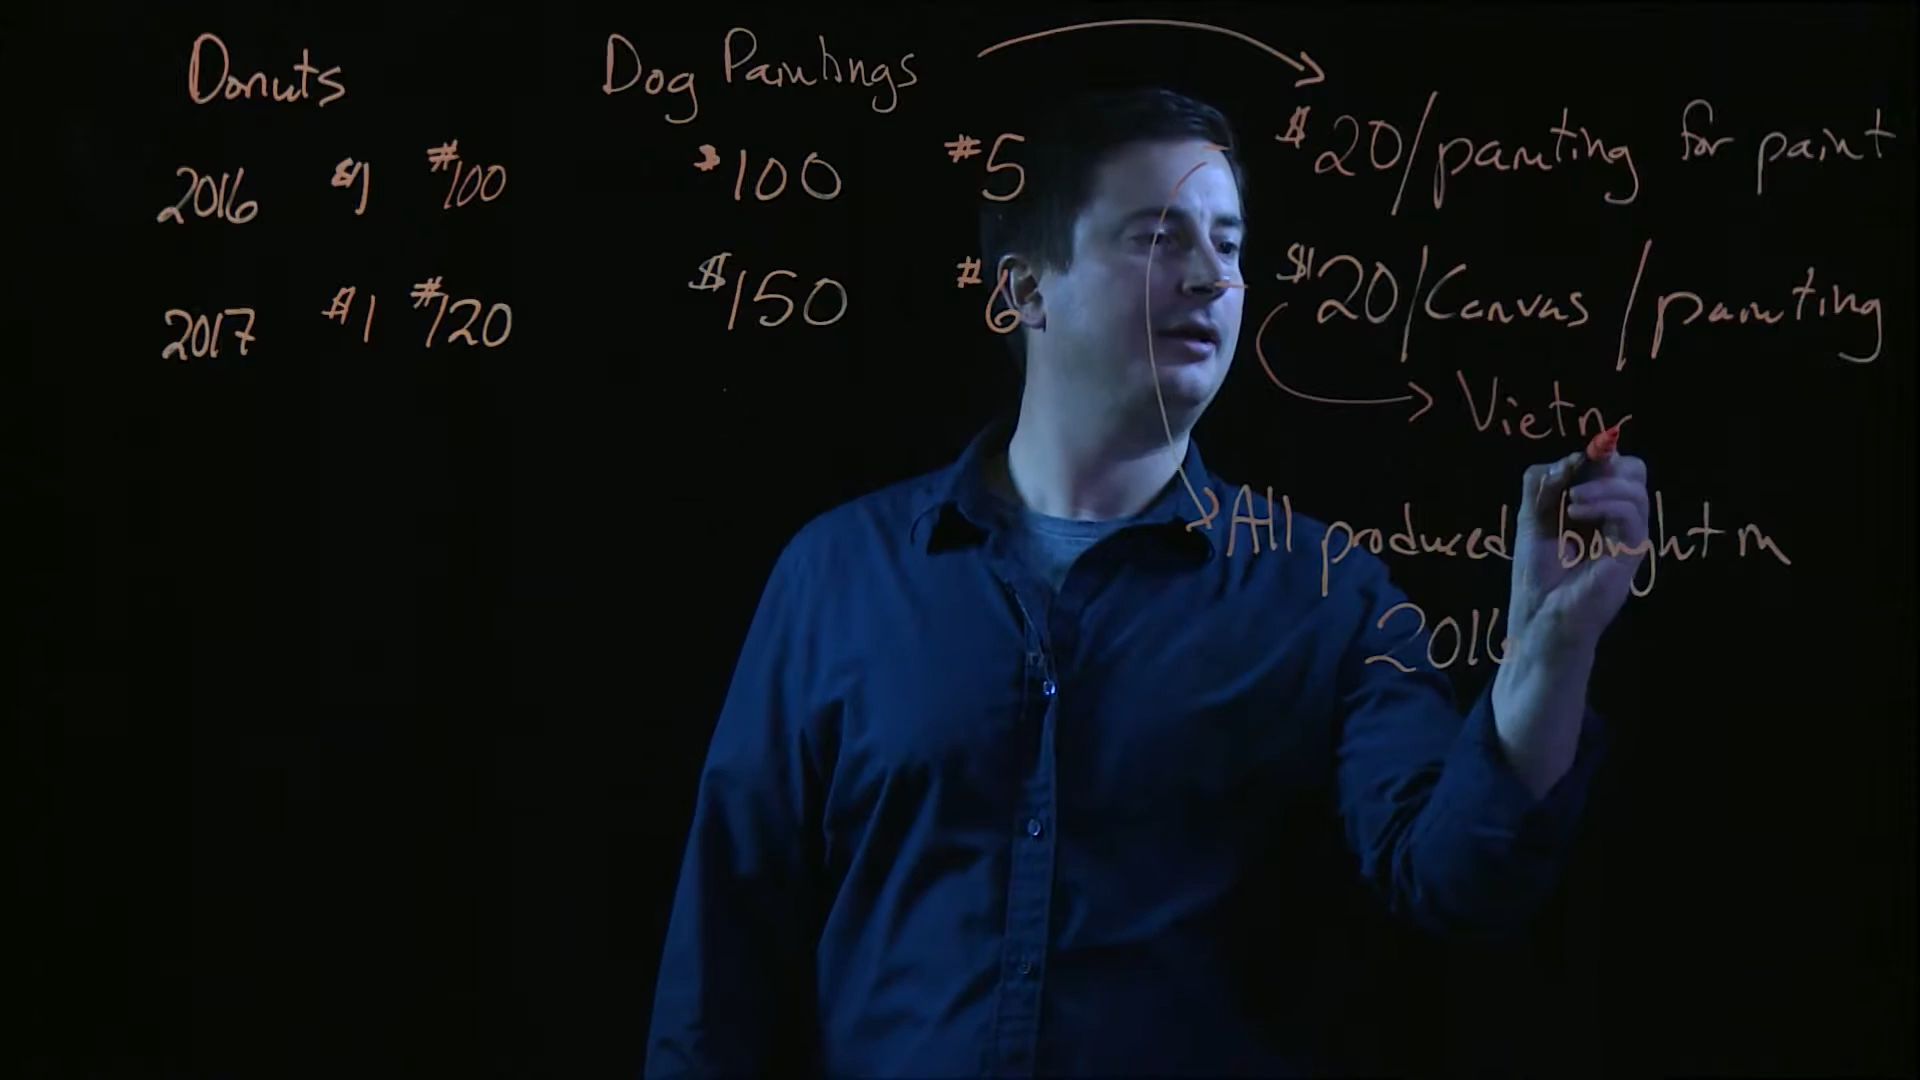 Donuts
Dog Paintings
2016 $1 #100 $100 #5
2017 $1 #120 $150 #6
$20/painting for paint
$20/Canvas/painting
Vietn
All produced bought in
2016